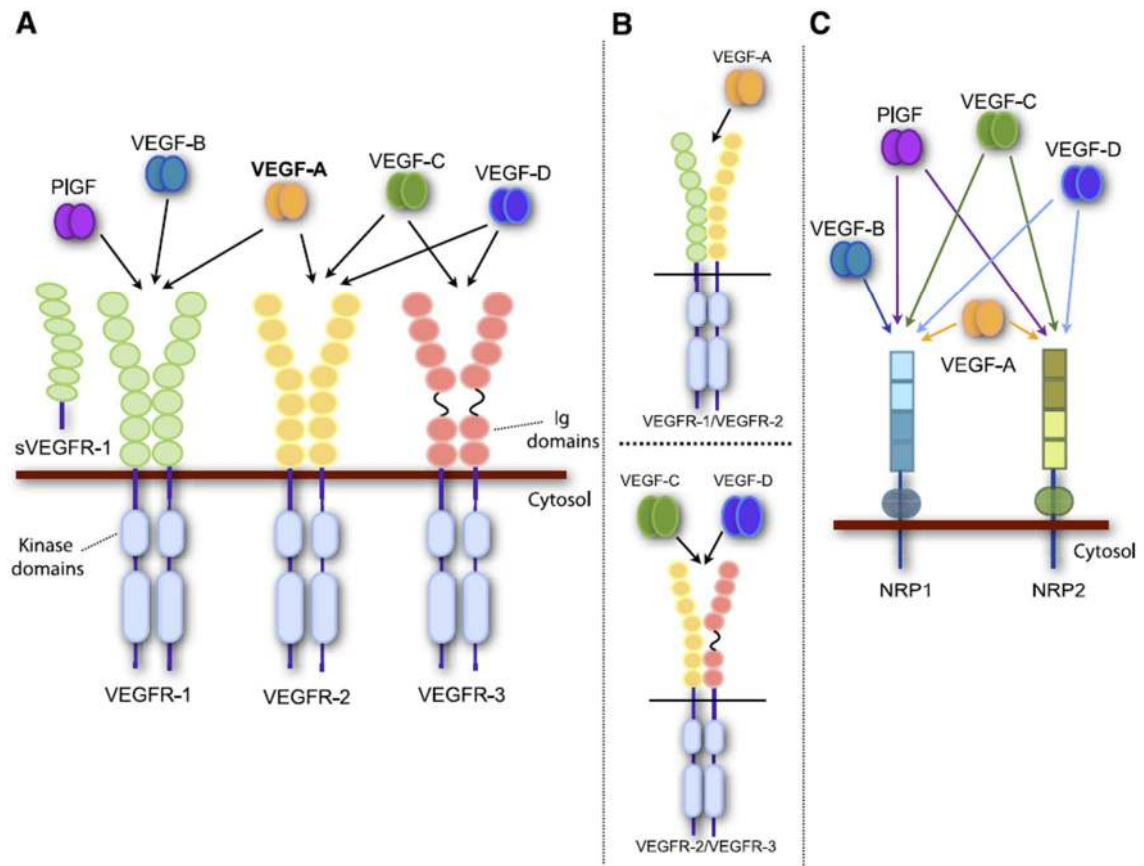 A
VEGF-B
VEGF-A
VEGF-C
VEGF-D
PlGF
sVEGFR-1
Ig
domains
Cytosol
Kinase
domains
VEGFR-1
VEGFR-2
VEGFR-3
B
VEGF-A
VEGFR-1/VEGFR-2
VEGF-C
VEGF-D
VEGFR-2/VEGFR-3
C
PlGF
VEGF-C
VEGF-D
VEGF-B
VEGF-A
Cytosol
NRP1
NRP2